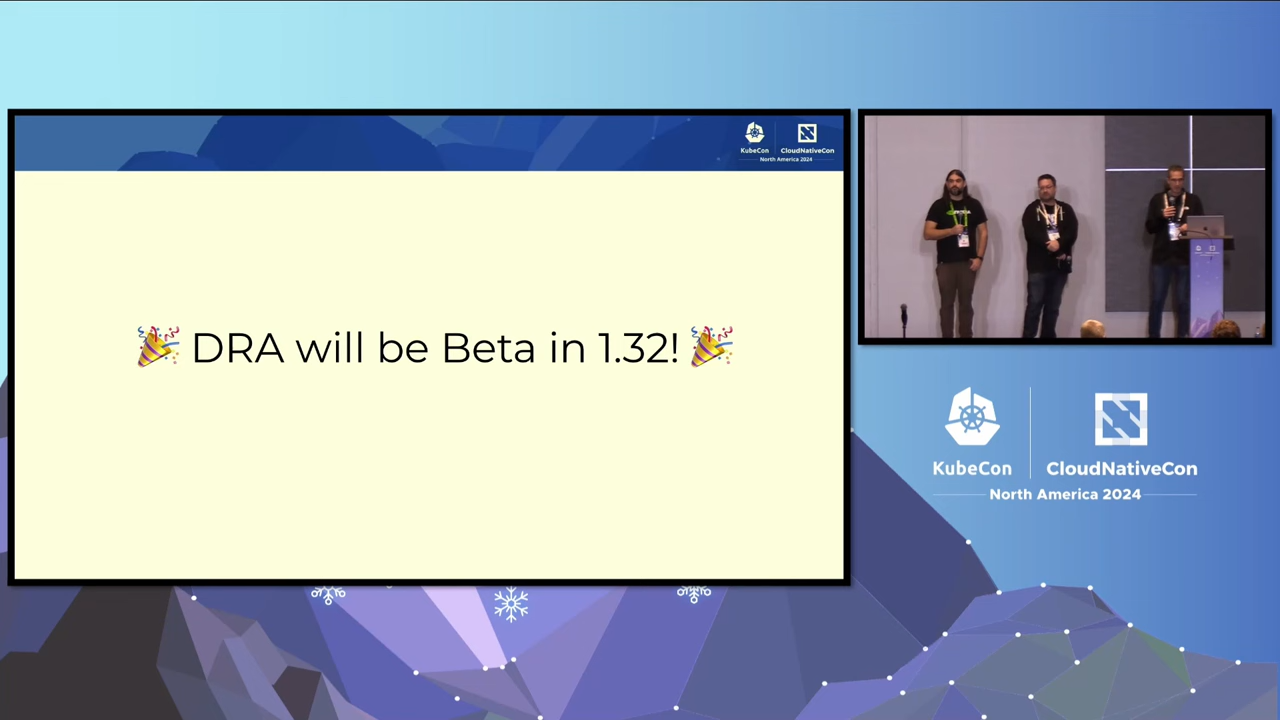 KubeCon
CloudNativeCon
North America 2024
🎉 DRA will be Beta in 1.32! 🎉
KubeCon
CloudNativeCon
North America 2024